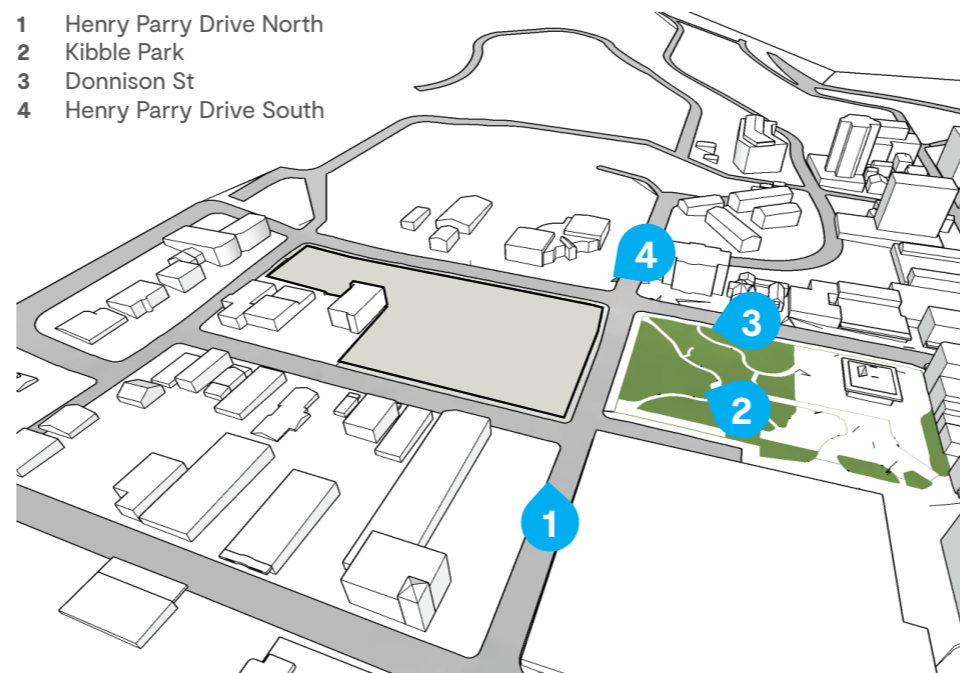 1 Henry Parry Drive North
2 Kibble Park
3 Donnison St
4 Henry Parry Drive South
4
3
2
1